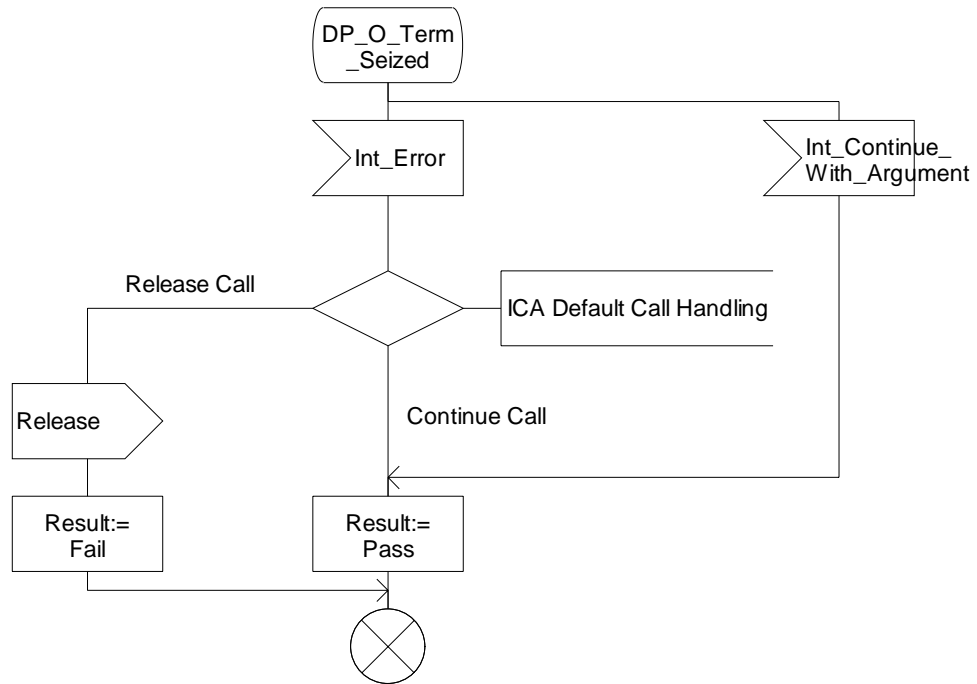 DP_O_Term
_Seized
Int_Error
Int_Continue_
With_Argument
Release Call
ICA Default Call Handling
Release
Continue Call
Result:=
Fail
Result:=
Pass